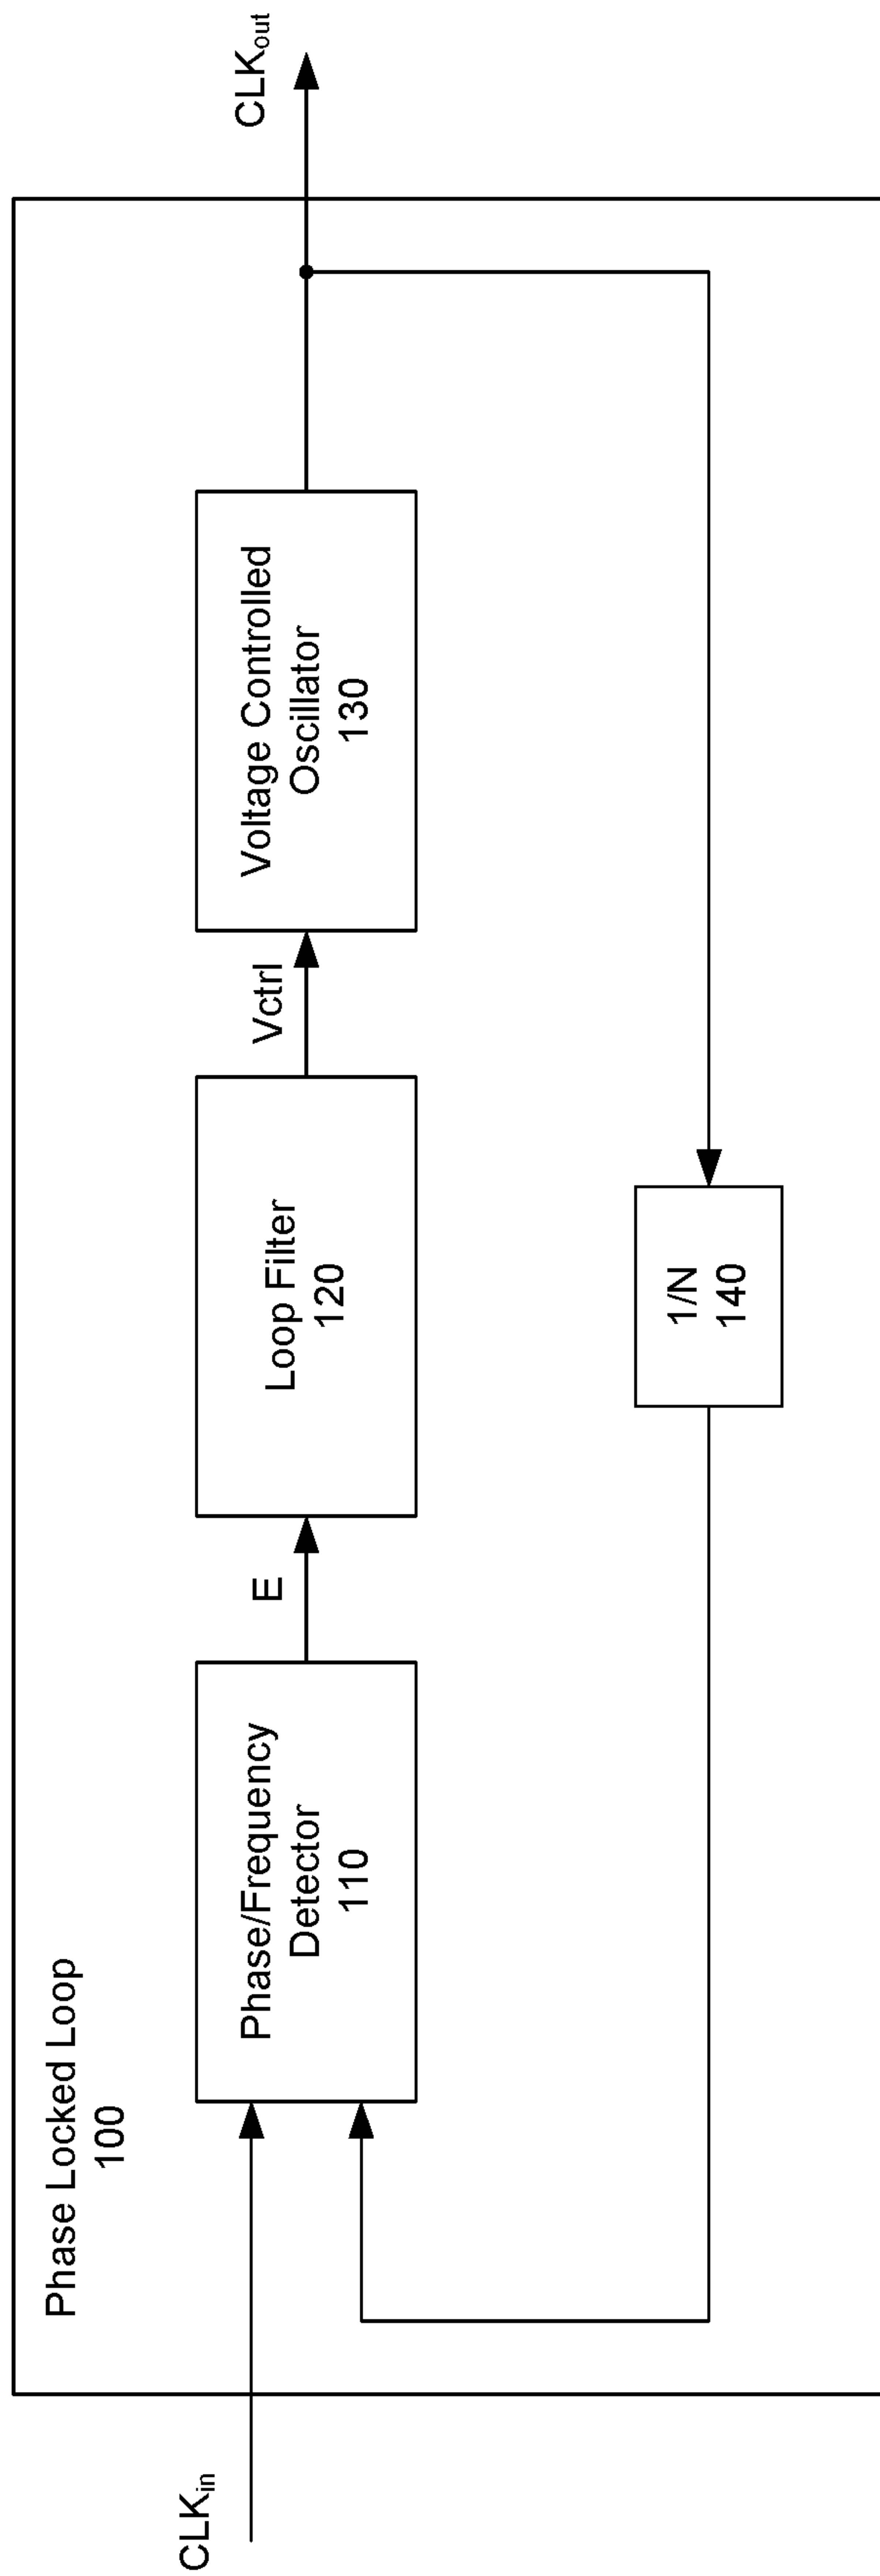 Phase Locked Loop
100
CLKin
Phase/Frequency
Detector
110
E
Loop Filter
120
Vctrl
Voltage Controlled
Oscillator
130
CLKout
1/N
140